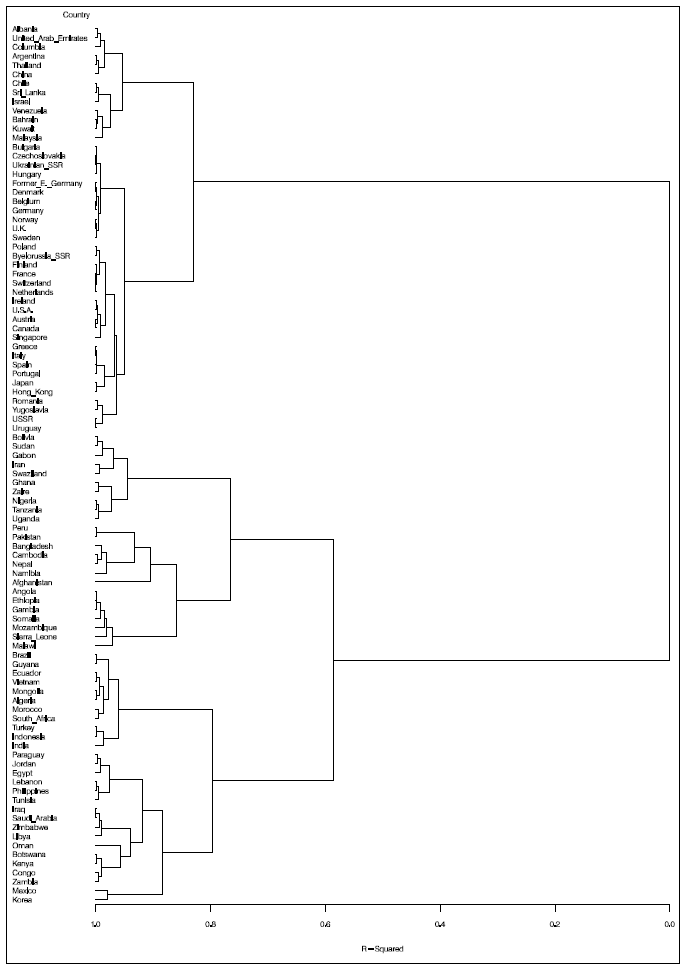 Country
Albania
United_Arab_Emirates
Columbia
Argentina
Thailand
China
Chile
Sri_Lanka
Israel
Venezuela
Bahrain
Kuwait
Malaysia
Bulgaria
Czechoslovakia
Ukrainian_SSR
Hungary
Former_E._Germany
Denmark
Belgium
Germany
Norway
U.K.
Sweden
Poland
Byelorussia_SSR
Finland
France
Switzerland
Netherlands
Ireland
U.S.A.
Austria
Canada
Singapore
Greece
Italy
Spain
Portugal
Japan
Hong_Kong
Romania
Yugoslavia
USSR
Uruguay
Bolivia
Sudan
Gabon
Iran
Swaziland
Ghana
Zaire
Nigeria
Tanzania
Uganda
Peru
Pakistan
Bangladesh
Cambodia
Nepal
Namibia
Afghanistan
Angola
Ethiopia
Gambia
Somalia
Mozambique
Sierra_Leone
Malawi
Brazil
Guyana
Ecuador
Vietnam
Mongolia
Algeria
Morocco
South_Africa
Turkey
Indonesia
India
Paraguay
Jordan
Egypt
Lebanon
Philippines
Tunisia
Iraq
Saudi_Arabia
Zimbabwe
Libya
Oman
Botswana
Kenya
Congo
Zambia
Mexico
Korea
1.0 0.8 0.6 0.4 0.2 0.0
R-Squared